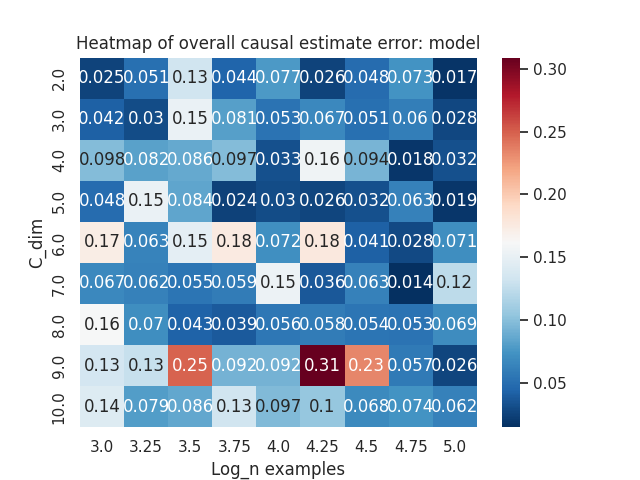 Heatmap of overall causal estimate error: model
2.0 0.025 0.051 0.13 0.044 0.077 0.026 0.048 0.073 0.017
3.0 0.042 0.03 0.15 0.081 0.053 0.067 0.051 0.06 0.028
4.0 0.098 0.082 0.086 0.097 0.033 0.16 0.094 0.018 0.032
5.0 0.048 0.15 0.084 0.024 0.03 0.026 0.032 0.063 0.019
6.0 0.17 0.063 0.15 0.18 0.072 0.18 0.041 0.028 0.071
7.0 0.067 0.062 0.055 0.059 0.15 0.036 0.063 0.014 0.12
8.0 0.16 0.07 0.043 0.039 0.056 0.058 0.054 0.053 0.069
9.0 0.13 0.13 0.25 0.092 0.092 0.31 0.23 0.057 0.026
10.0 0.14 0.079 0.086 0.13 0.097 0.1 0.068 0.074 0.062
3.0 3.25 3.5 3.75 4.0 4.25 4.5 4.75 5.0
Log_n examples
C_dim
0.30
0.25
0.20
0.15
0.10
0.05